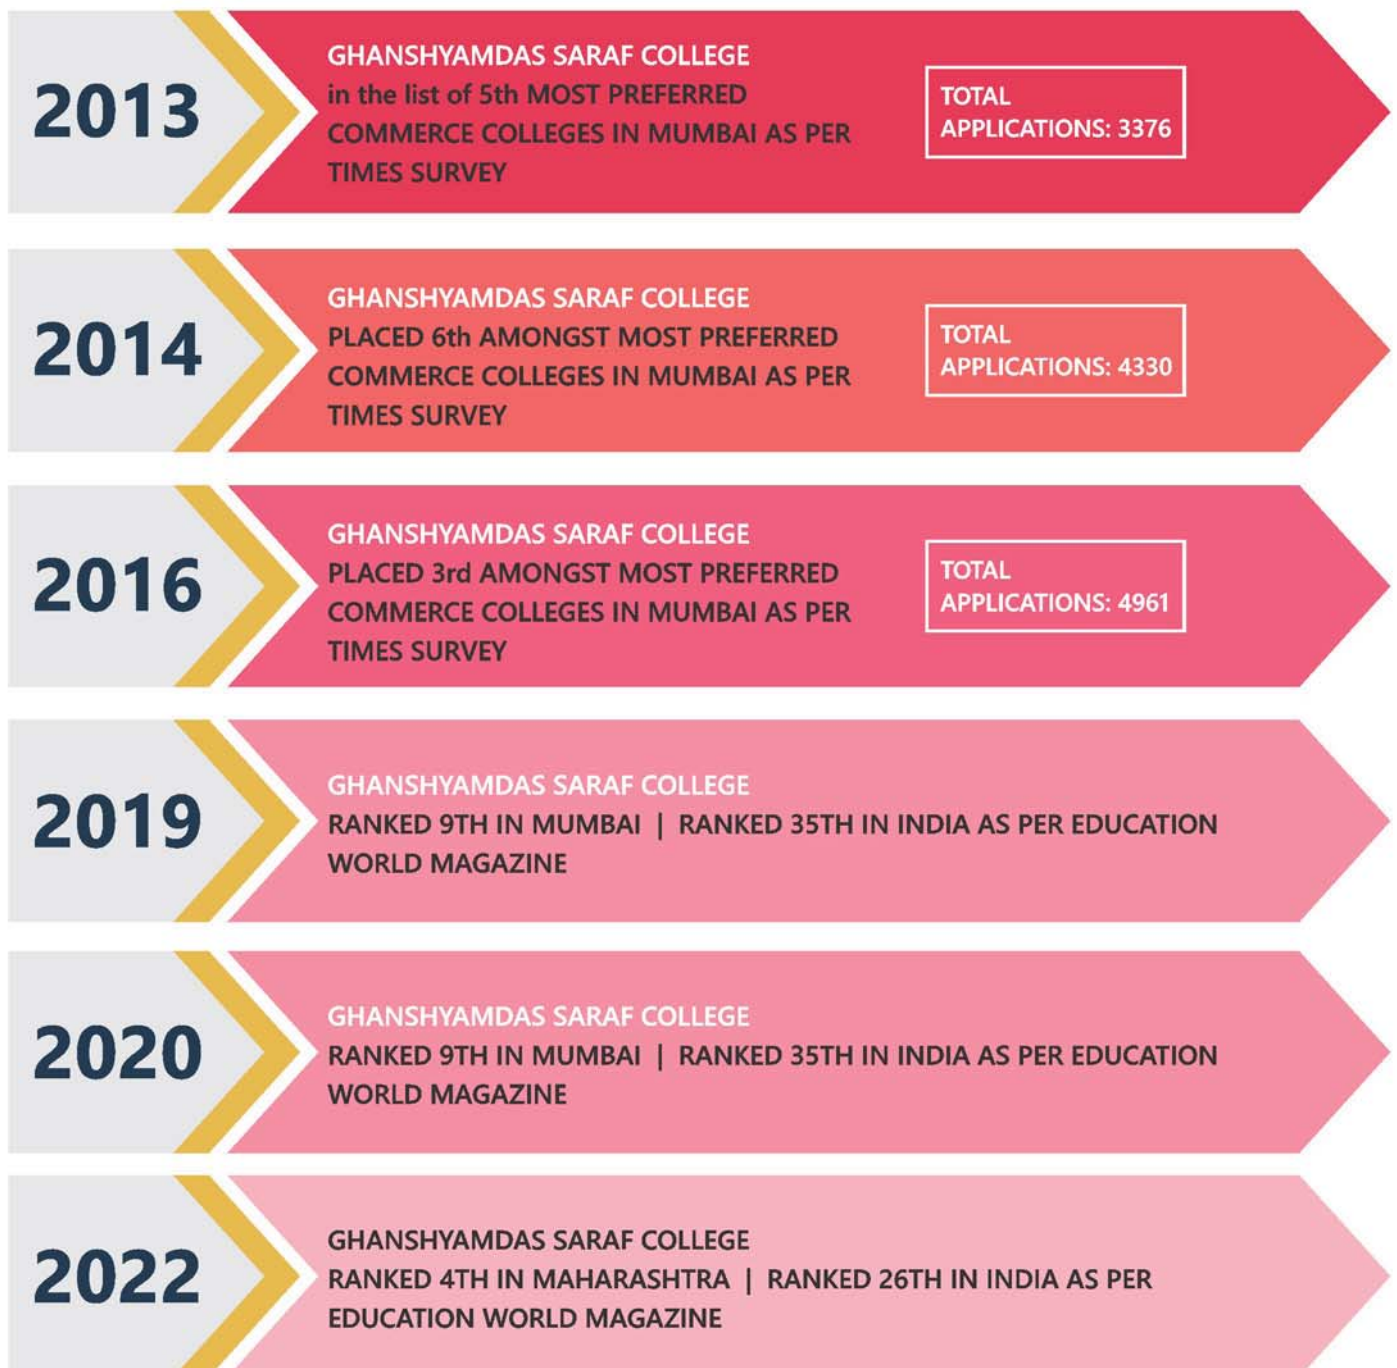 2013
GHANSHYAMDAS SARAF COLLEGE
in the list of 5th MOST PREFERRED
COMMERCE COLLEGES IN MUMBAI AS PER
TIMES SURVEY
TOTAL
APPLICATIONS: 3376
2014
GHANSHYAMDAS SARAF COLLEGE
PLACED 6th AMONGST MOST PREFERRED
COMMERCE COLLEGES IN MUMBAI AS PER
TIMES SURVEY
TOTAL
APPLICATIONS: 4330
2016
GHANSHYAMDAS SARAF COLLEGE
PLACED 3rd AMONGST MOST PREFERRED
COMMERCE COLLEGES IN MUMBAI AS PER
TIMES SURVEY
TOTAL
APPLICATIONS: 4961
2019
GHANSHYAMDAS SARAF COLLEGE
RANKED 9TH IN MUMBAI | RANKED 35TH IN INDIA AS PER EDUCATION
WORLD MAGAZINE
2020
GHANSHYAMDAS SARAF COLLEGE
RANKED 9TH IN MUMBAI | RANKED 35TH IN INDIA AS PER EDUCATION
WORLD MAGAZINE
2022
GHANSHYAMDAS SARAF COLLEGE
RANKED 4TH IN MAHARASHTRA | RANKED 26TH IN INDIA AS PER
EDUCATION WORLD MAGAZINE